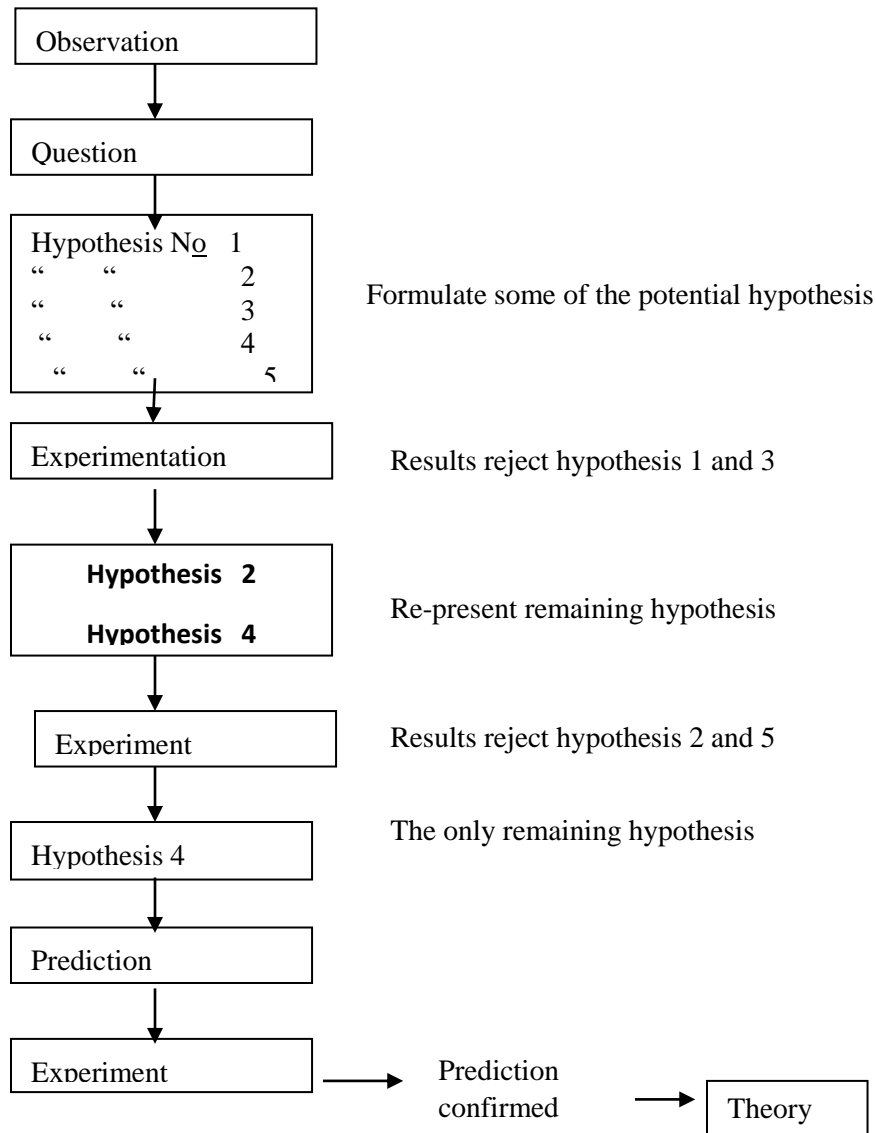 Observation
Question
Hypothesis No 1
“ “ 2
“ “ 3
“ “ 4
“ “ 5
Formulate some of the potential hypothesis
Experimentation
Results reject hypothesis 1 and 3
Hypothesis 2
Hypothesis 4
Re-present remaining hypothesis
Experiment
Results reject hypothesis 2 and 5
The only remaining hypothesis
Hypothesis 4
Prediction
Experiment
Prediction
confirmed
Theory